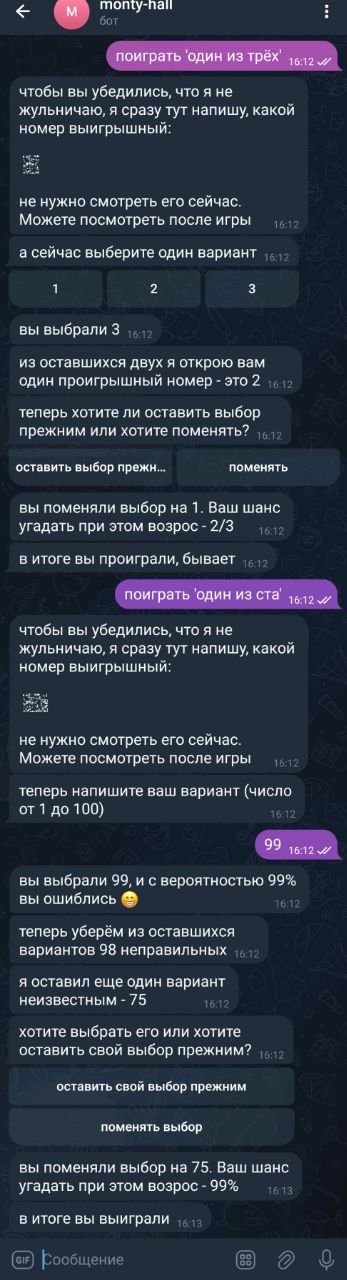 monty-hall
M
бот
поиграть 'один из трёх' 16:12
чтобы вы убедились, что я не
жульничаю, я сразу тут напишу, какой
номер выигрышный:
не нужно смотреть его сейчас.
Можете посмотреть после игры 16:12
а сейчас выберите один вариант 16:12
1 2 3
вы выбрали 3 16:12
из оставшихся двух я открою вам
один проигрышный номер - это 2 16:12
теперь хотите ли оставить выбор
прежним или хотите поменять? 16:12
оставить выбор прежн... поменять
вы поменяли выбор на 1. Ваш шанс
угадать при этом возрос - 2/3 16:12
в итоге вы проиграли, бывает 16:12
поиграть 'один из ста' 16:12
чтобы вы убедились, что я не
жульничаю, я сразу тут напишу, какой
номер выигрышный:
не нужно смотреть его сейчас.
Можете посмотреть после игры 16:12
теперь напишите ваш вариант (число
от 1 до 100) 16:12
99 16:12
вы выбрали 99, и с вероятностью 99%
вы ошиблись 😁 16:12
теперь уберём из оставшихся
вариантов 98 неправильных 16:12
я оставил еще один вариант
неизвестным - 75 16:12
хотите выбрать его или хотите
оставить свой выбор прежним? 16:12
оставить свой выбор прежним
поменять выбор
вы поменяли выбор на 75. Ваш шанс
угадать при этом возрос - 99% 16:13
в итоге вы выиграли 16:13
GIF Сообщение